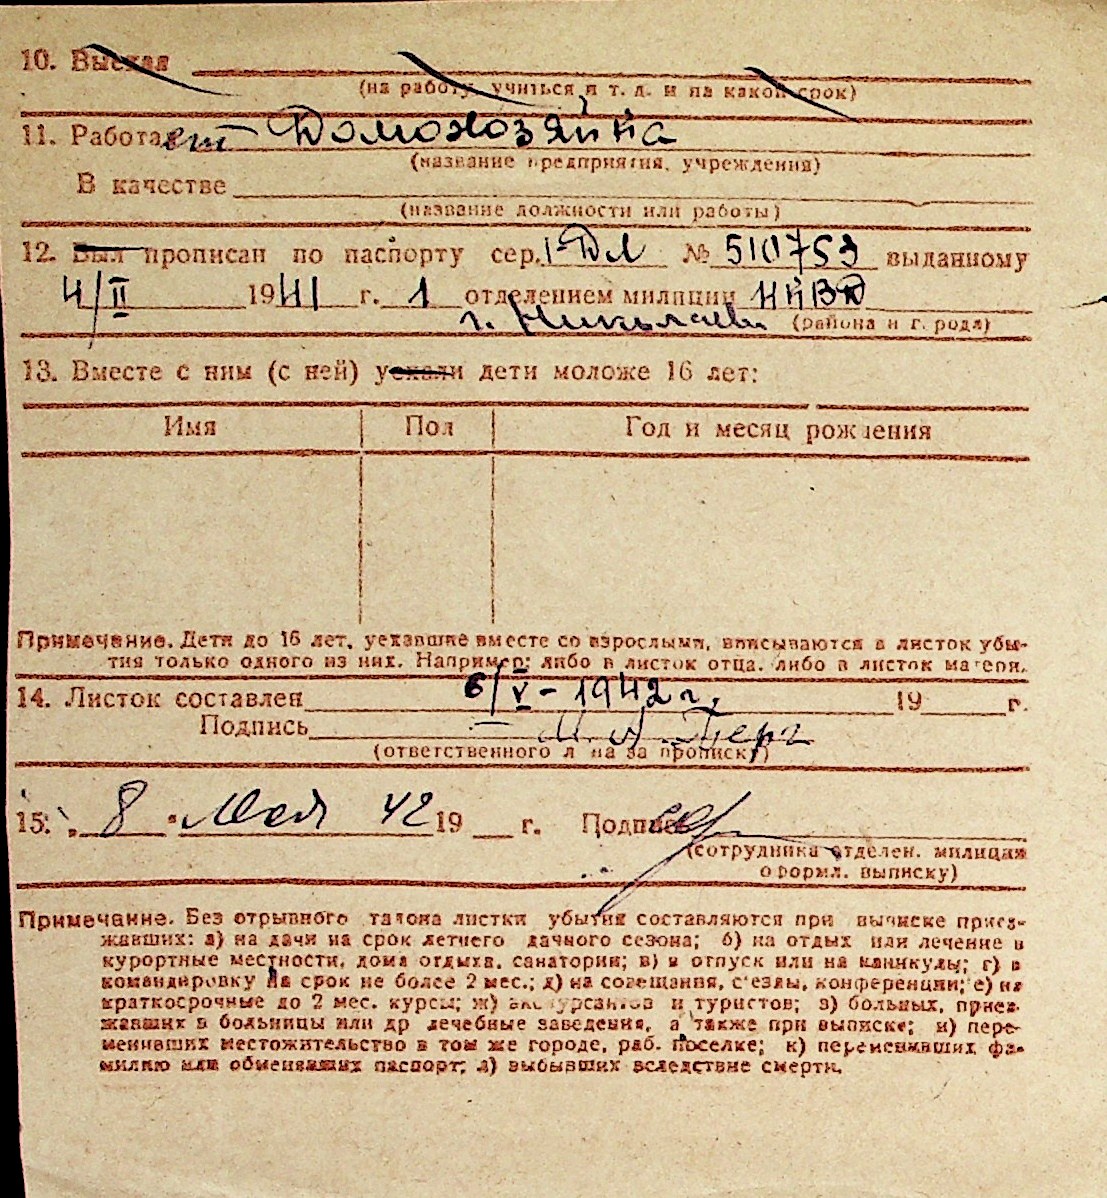 10. Выехал
(на работу, учиться и т. д. и на какой срок)
11. Работает Домохозяйка
(название предприятия, учреждения)
В качестве
(название должности или работы)
12. Был прописан по паспорту сер. 1-ДЛ № 510753 выданному
4/II 1941 г. 1 отделением милиции НКВД
г. Николаев (района и города)
13. Вместе с ним (с ней) уехали дети моложе 16 лет:
Имя Пол Год и месяц рождения
Примечание. Дети до 16 лет, уехавшие вместе со взрослыми, вписываются в листок убы-
тия только одного из них. Например: либо в листок отца, либо в листок матери.
14. Листок составлен 6/V - 1942 г. 19 г.
Подпись
(ответственного лица за прописку)
15. „ 8 " мая 42 19 г. Подпись
(сотрудника отделен. милиции
оформл. выписку)
Примечание. Без отрывного талона листки убытия составляются при выписке приез-
жавших: а) на дачи на срок летнего дачного сезона; б) на отдых или лечение в
курортные местности, дома отдыха, санатории; в) в отпуск или на каникулы; г) в
командировку на срок не более 2 мес.; д) на совещания, с'езды, конференции; е) на
краткосрочные до 2 мес. курсы; ж) экскурсантов и туристов; з) больных, приез-
жавших в больницы или др лечебные заведения, а также при выписке; и) пере-
менивших местожительство в том же городе, раб. поселке; к) переменивших фа-
милию или обменявших паспорт; л) выбывших вследствие смерти.